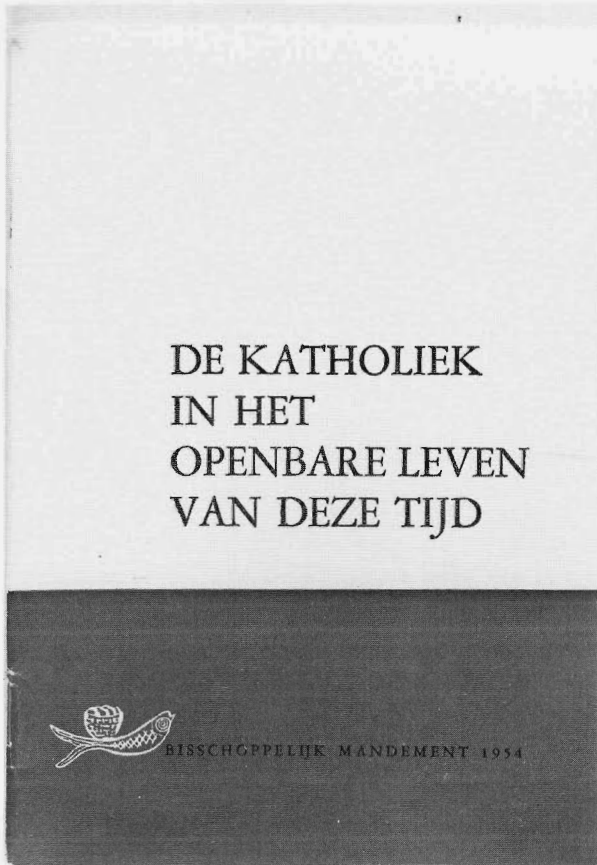 DE KATHOLIEK
IN HET
OPENBARE LEVEN
VAN DEZE TIJD
BISSCHOPPELIJK MANDEMENT 1954